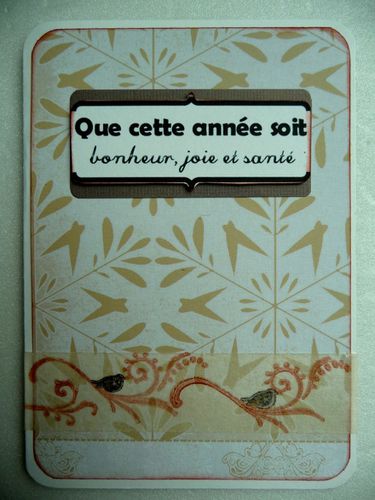 Que cette année soit
bonheur, joie et santé